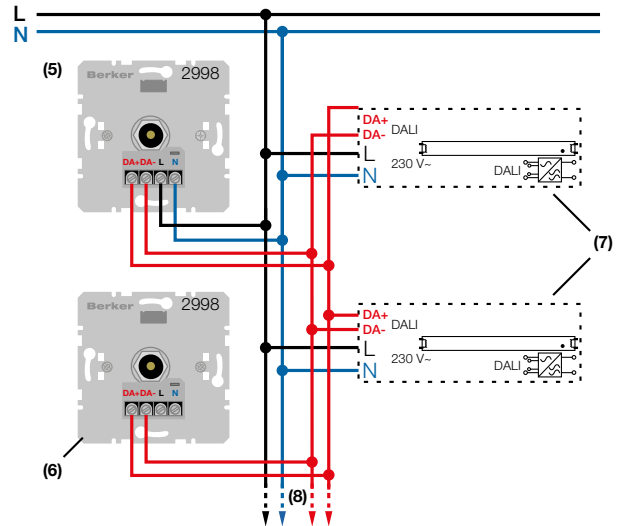 L
N
(5)
Berker 2998
DA+ DA- L N
DA+
DA- DALI
L
230 V~
N
DALI
(7)
Berker 2998
DA+ DA- L N
DA+
DA- DALI
L
230 V~
N
DALI
(6)
(8)